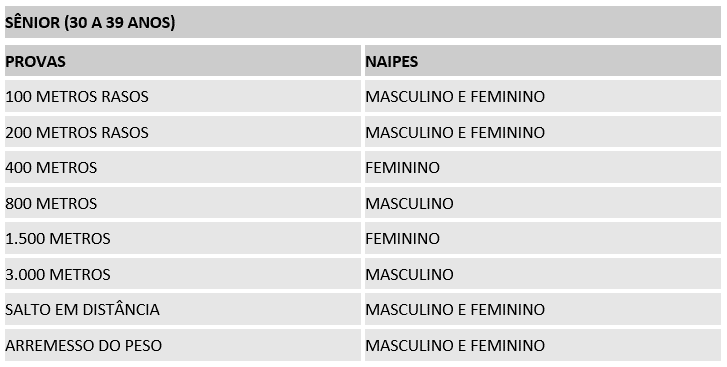 SÊNIOR (30 A 39 ANOS)
PROVAS NAIPES
100 METROS RASOS MASCULINO E FEMININO
200 METROS RASOS MASCULINO E FEMININO
400 METROS FEMININO
800 METROS MASCULINO
1.500 METROS FEMININO
3.000 METROS MASCULINO
SALTO EM DISTÂNCIA MASCULINO E FEMININO
ARREMESSO DO PESO MASCULINO E FEMININO